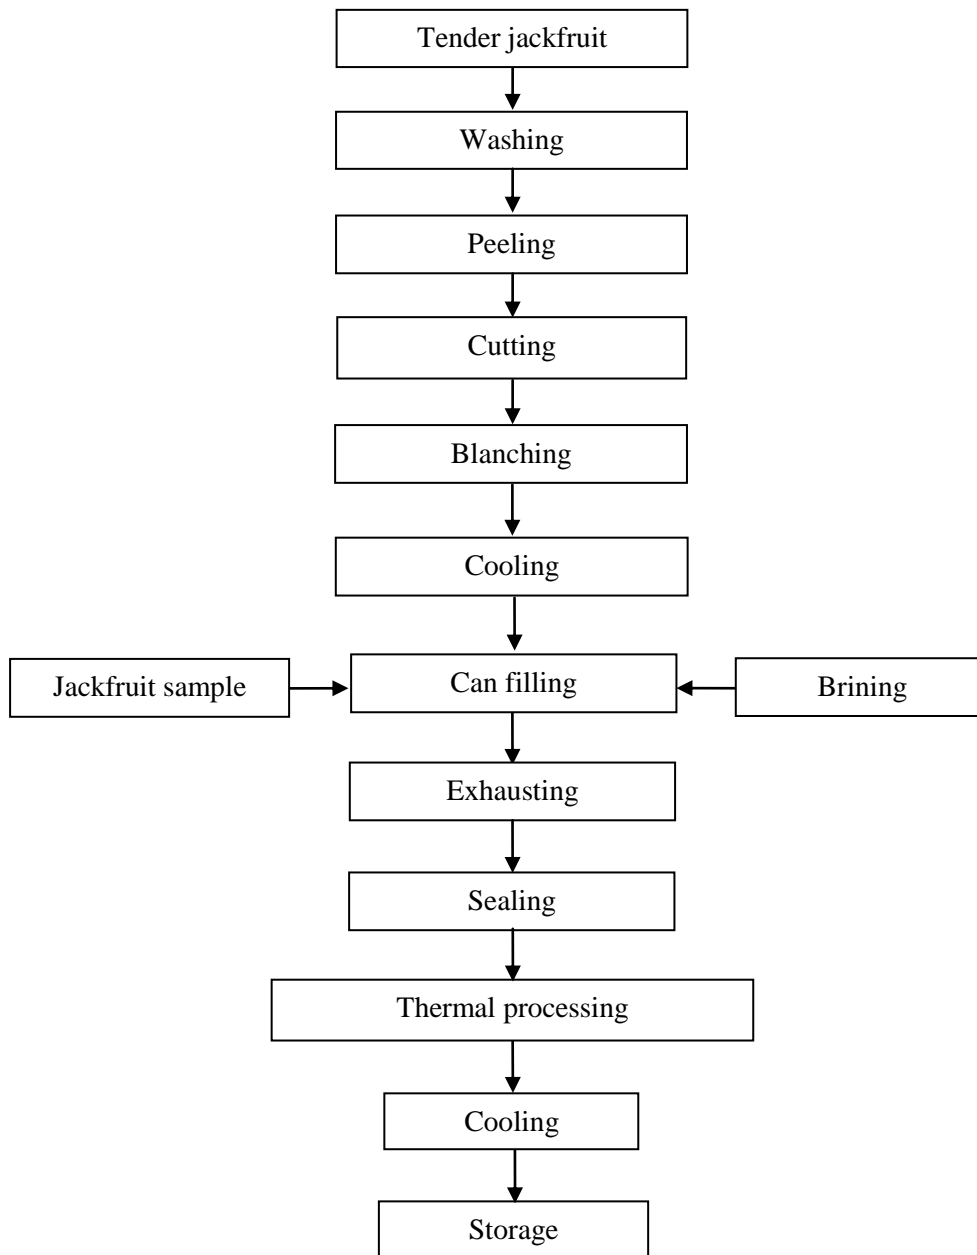 Tender jackfruit
Washing
Peeling
Cutting
Blanching
Cooling
Jackfruit sample
Can filling
Brining
Exhausting
Sealing
Thermal processing
Cooling
Storage